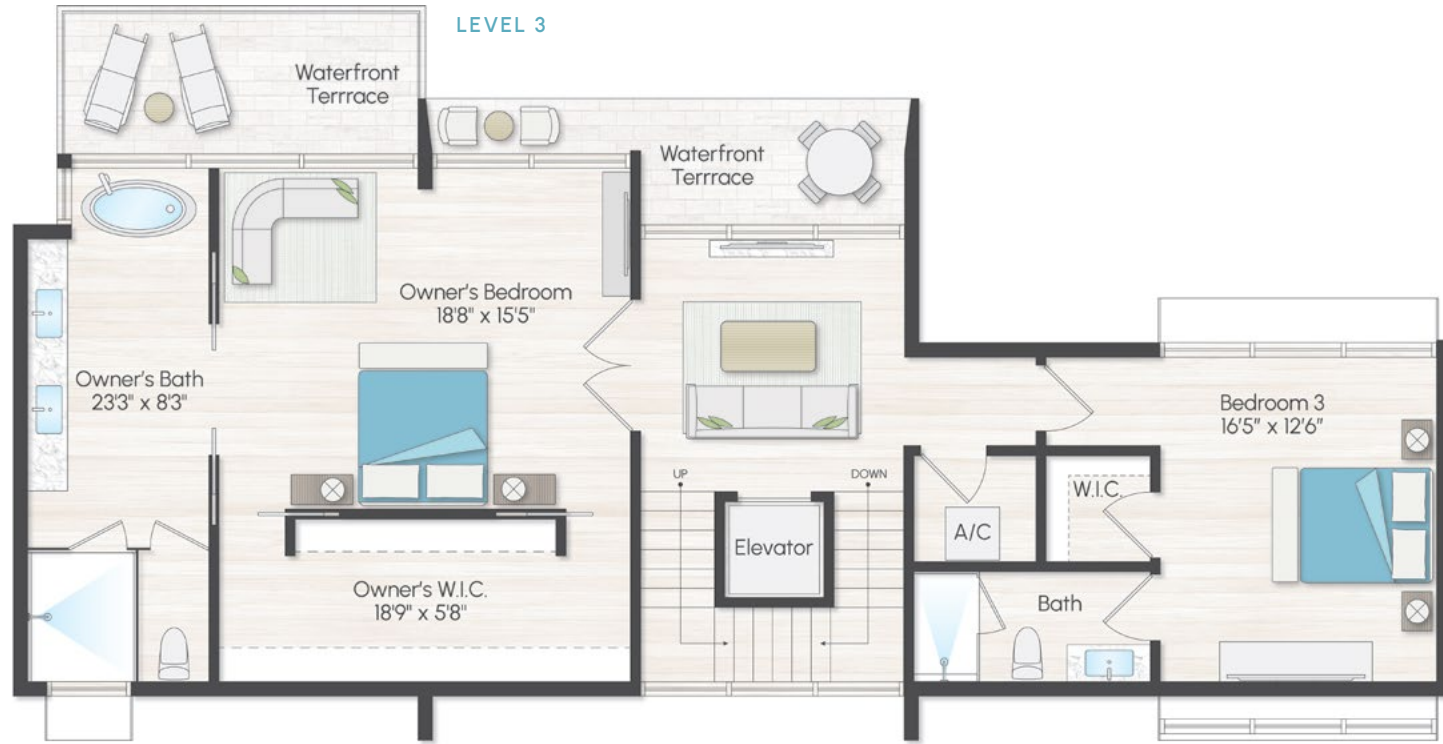 LEVEL 3
Waterfront
Terrrace
Waterfront
Terrrace
Owner's Bedroom
18'8" x 15'5"
Owner's Bath
23'3" x 8'3"
Bedroom 3
16'5" x 12'6"
UP
DOWN
W.I.C.
A/C
Elevator
Owner's W.I.C.
18'9" x 5'8"
Bath